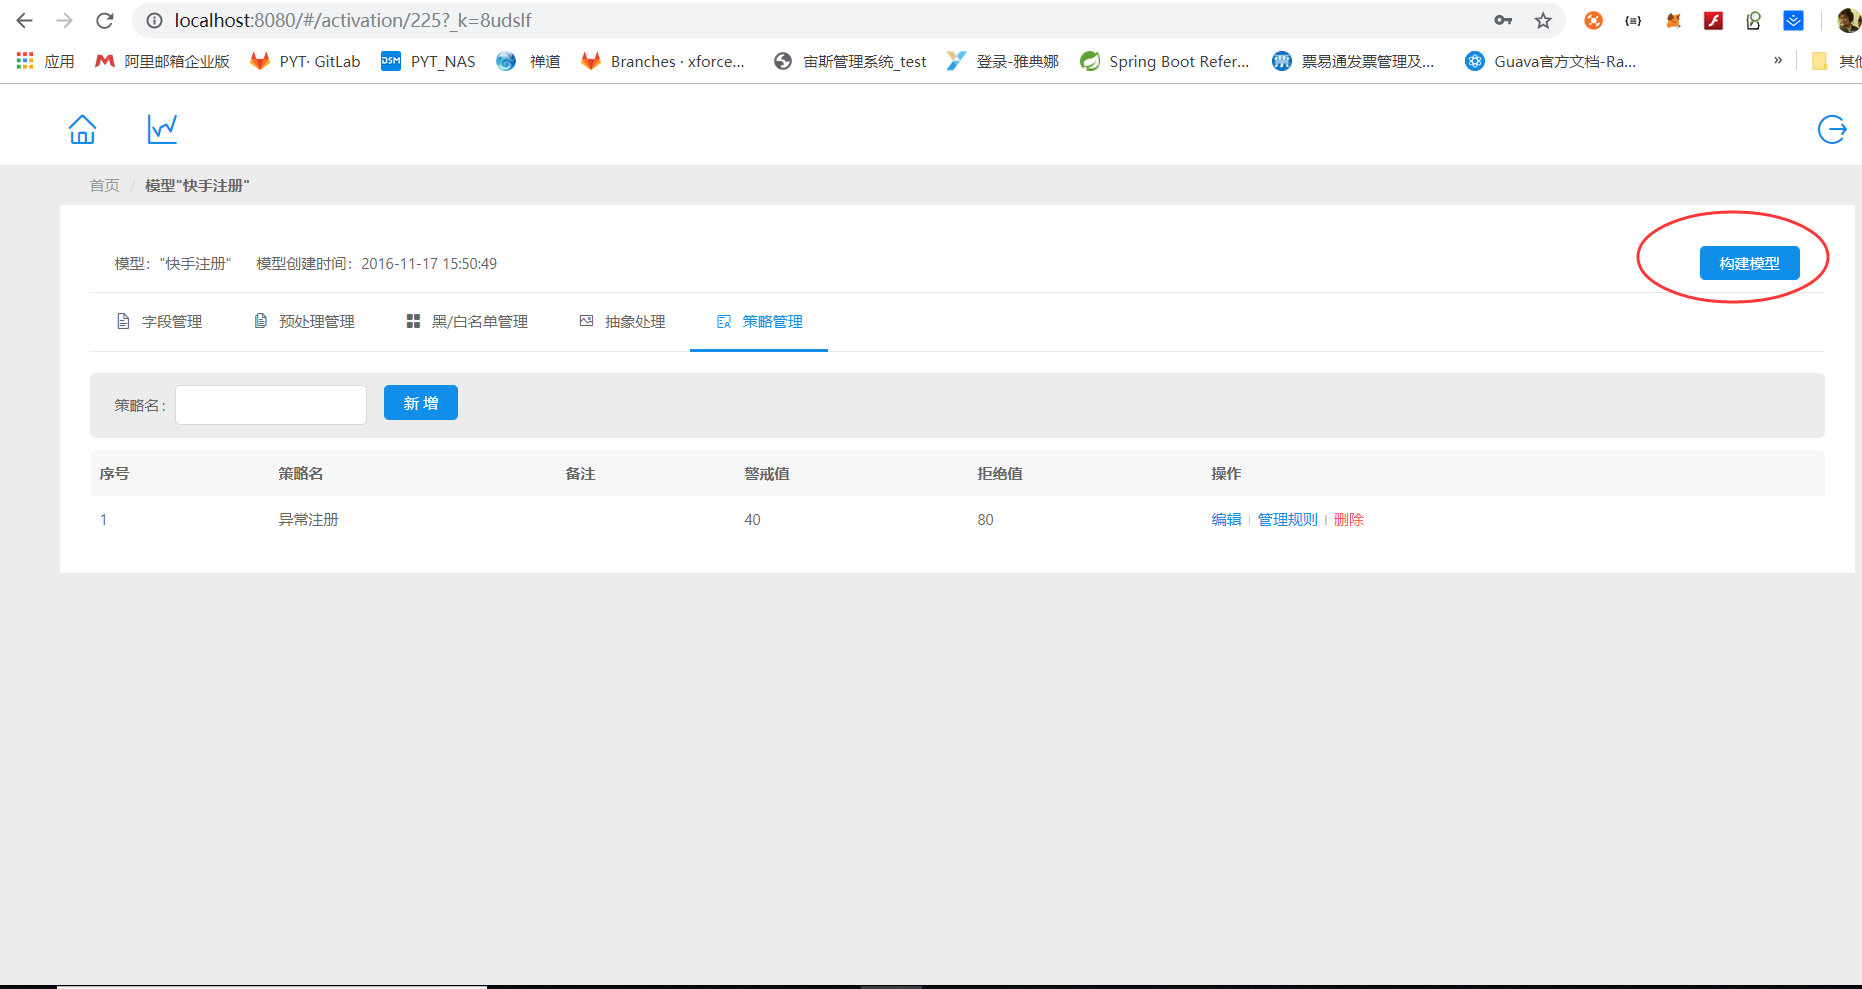 localhost:8080/#/activation/225?_k=8udslf
应用 阿里邮箱企业版 PYT· GitLab DSM PYT_NAS 禅道 Branches · xforce... 宙斯管理系统_test 登录-雅典娜 Spring Boot Refer... 票 票易通发票管理及... Guava官方文档-Ra... » 其他
首页 / 模型"快手注册"
模型："快手注册" 模型创建时间：2016-11-17 15:50:49 构建模型
字段管理 预处理管理 黑/白名单管理 抽象处理 策略管理
策略名： 新 增
序号 策略名 备注 警戒值 拒绝值 操作
1 异常注册 40 80 编辑 管理规则 删除